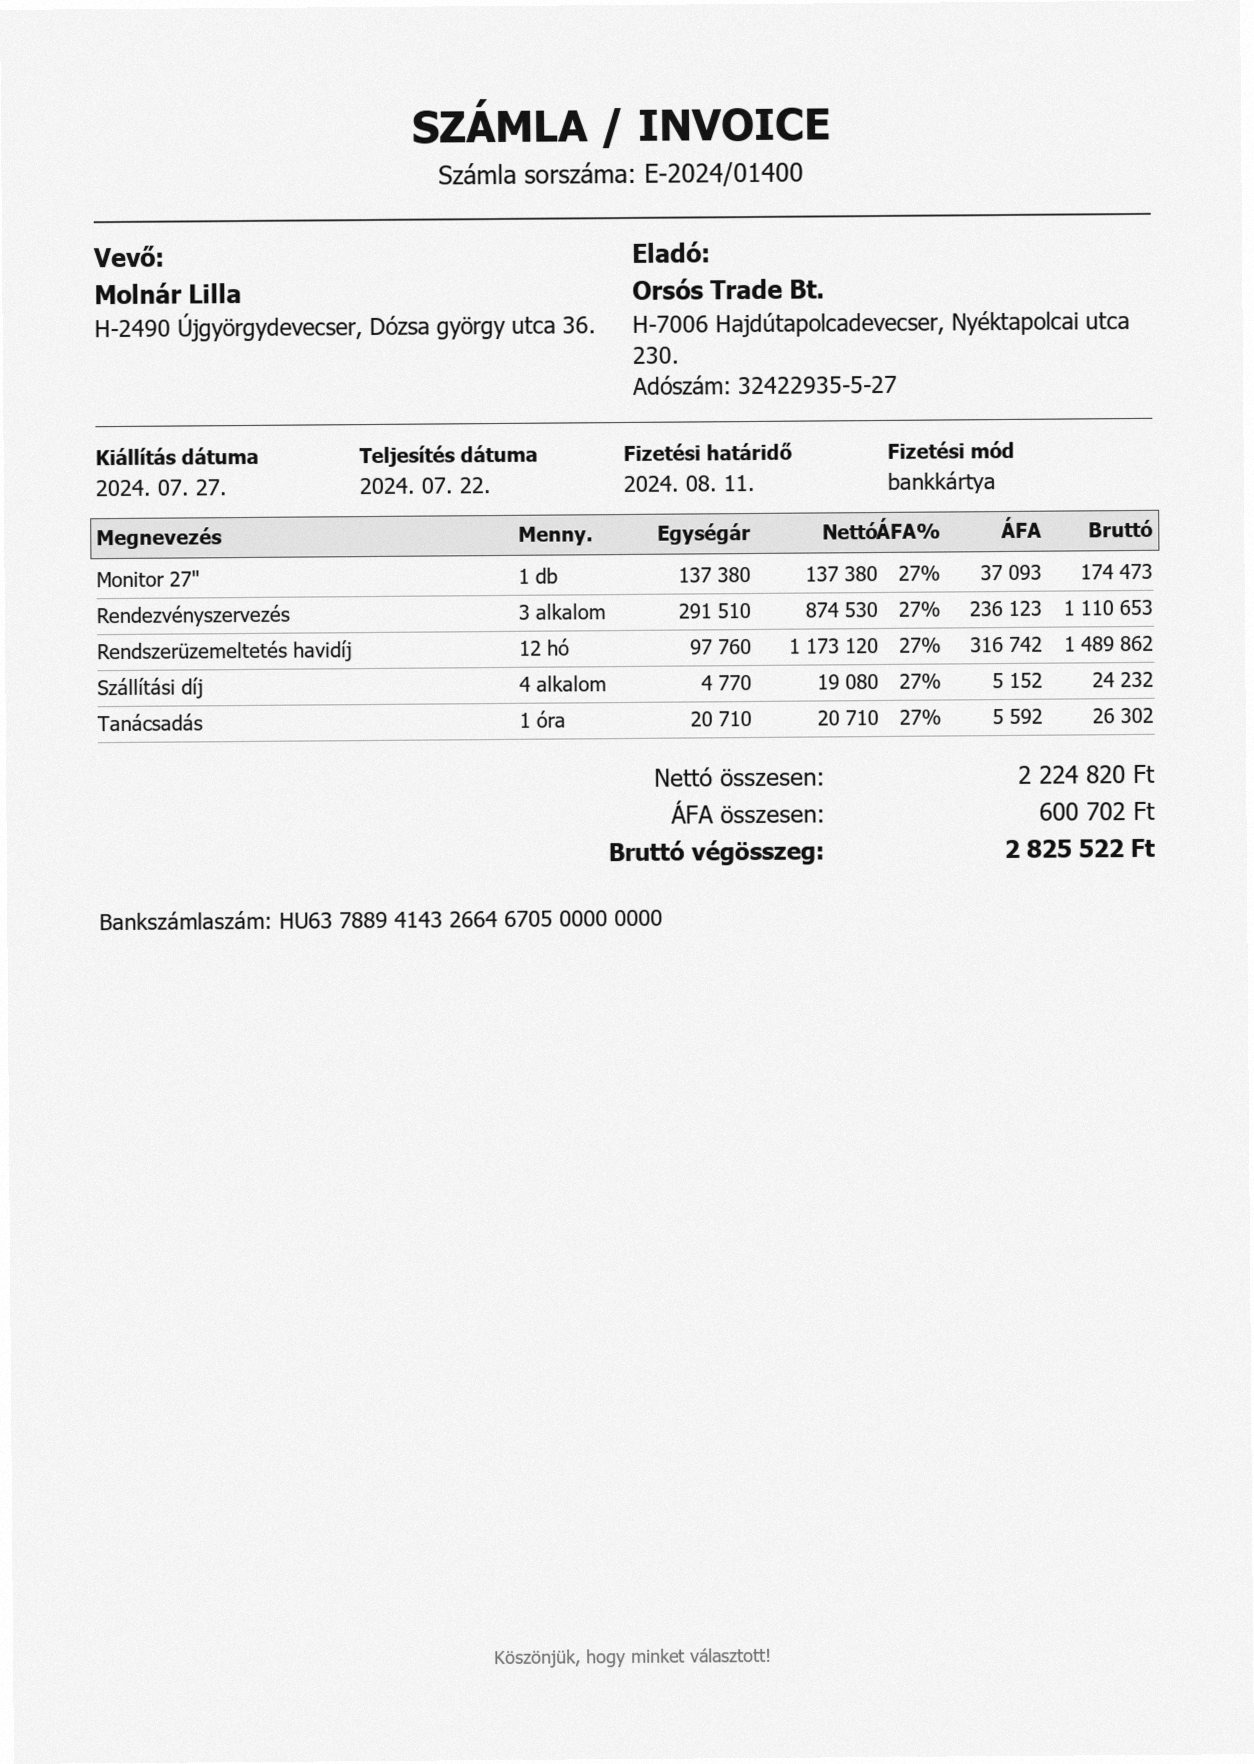 SZÁMLA / INVOICE
Számla sorszáma: E-2024/01400
Vevő:
Molnár Lilla
H-2490 Újgyörgydevecser, Dózsa györgy utca 36.
Eladó:
Orsós Trade Bt.
H-7006 Hajdútapolcadevecser, Nyéktapolcai utca
230.
Adószám: 32422935-5-27
Kiállítás dátuma Teljesítés dátuma Fizetési határidő Fizetési mód
2024. 07. 27. 2024. 07. 22. 2024. 08. 11. bankkártya
Megnevezés Menny. Egységár Nettó ÁFA% ÁFA Bruttó
Monitor 27" 1 db 137 380 137 380 27% 37 093 174 473
Rendezvényszervezés 3 alkalom 291 510 874 530 27% 236 123 1 110 653
Rendszerüzemeltetés havidíj 12 hó 97 760 1 173 120 27% 316 742 1 489 862
Szállítási díj 4 alkalom 4 770 19 080 27% 5 152 24 232
Tanácsadás 1 óra 20 710 20 710 27% 5 592 26 302
Nettó összesen: 2 224 820 Ft
ÁFA összesen: 600 702 Ft
Bruttó végösszeg: 2 825 522 Ft
Bankszámlaszám: HU63 7889 4143 2664 6705 0000 0000
Köszönjük, hogy minket választott!